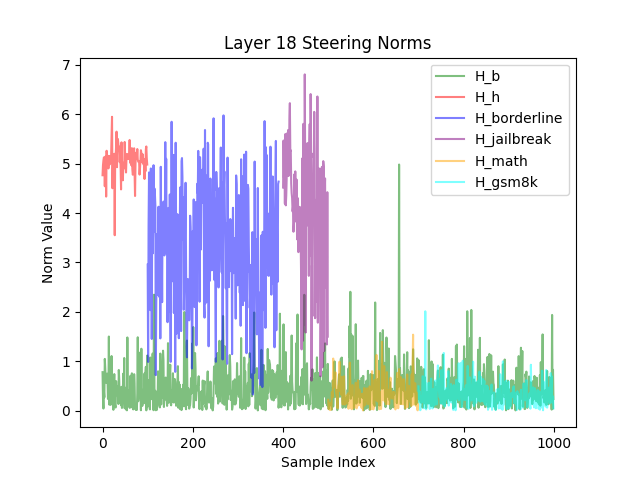 Layer 18 Steering Norms
7
6
5
4
3
2
1
0
Norm Value
0
200
400
600
800
1000
Sample Index
H_b
H_h
H_borderline
H_jailbreak
H_math
H_gsm8k